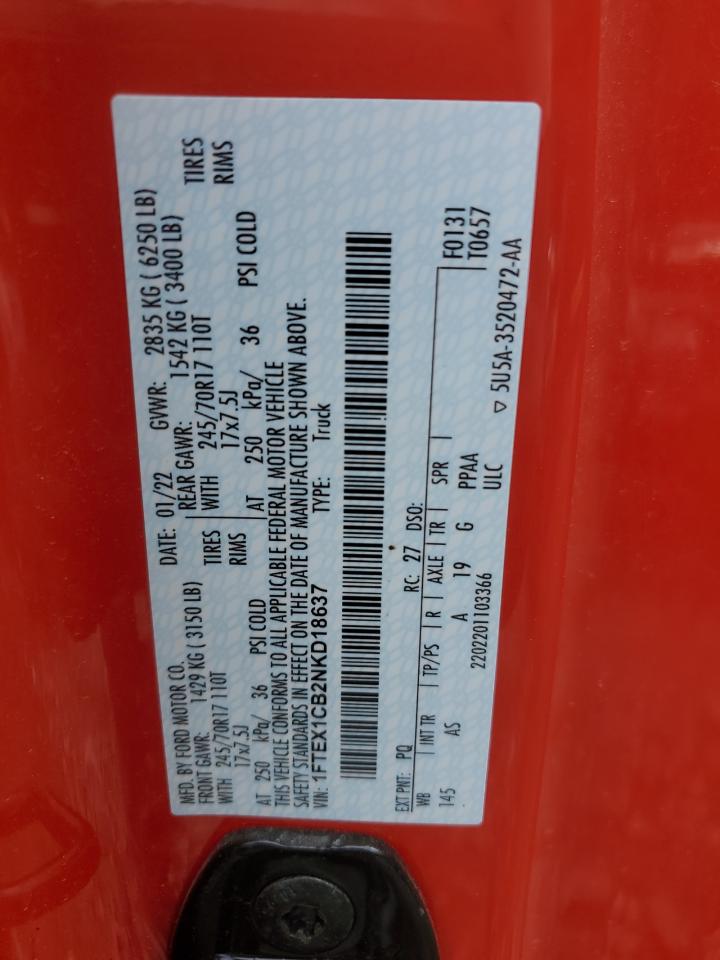 MFD. BY FORD MOTOR CO.
DATE: 01/22 GVWR: 2835 KG ( 6250 LB)
FRONT GAWR: 1429 KG ( 3150 LB) REAR GAWR: 1542 KG ( 3400 LB)
WITH 245/70R17 110T TIRES WITH 245/70R17 110T TIRES
17x7.5J RIMS 17x7.5J RIMS
AT 250 kPa/ 36 PSI COLD AT 250 kPa/ 36 PSI COLD
THIS VEHICLE CONFORMS TO ALL APPLICABLE FEDERAL MOTOR VEHICLE
SAFETY STANDARDS IN EFFECT ON THE DATE OF MANUFACTURE SHOWN ABOVE.
VIN: 1FTEX1CB2NKD18637 TYPE: Truck
EXT PNT: PQ RC: 27 DSO: F0131
WB INT TR TP/PS R AXLE TR SPR T0657
145 AS A 19 G PPAA
2202201103366 ULC ▽ 5U5A-3520472-AA